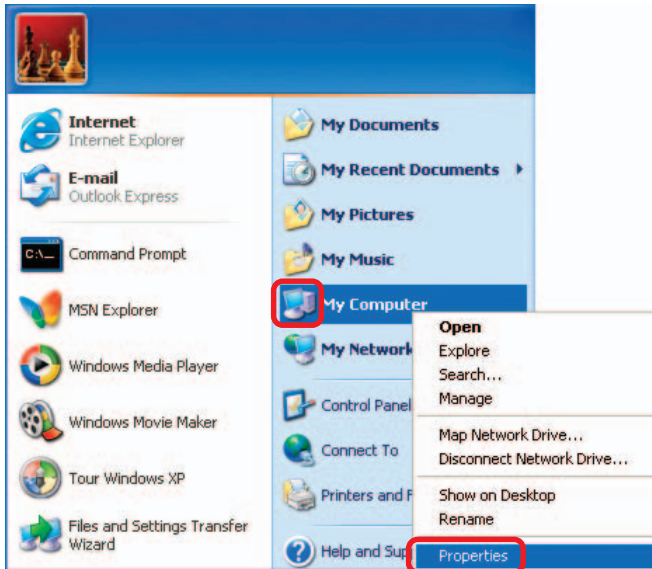 Internet
Internet Explorer
E-mail
Outlook Express
C:\_
Command Prompt
MSN Explorer
Windows Media Player
Windows Movie Maker
Tour Windows XP
Files and Settings Transfer
Wizard
My Documents
My Recent Documents
My Pictures
My Music
My Computer
My Network
Control Panel
Connect To
Printers and F
Help and Sup
Open
Explore
Search...
Manage
Map Network Drive...
Disconnect Network Drive...
Show on Desktop
Rename
Properties